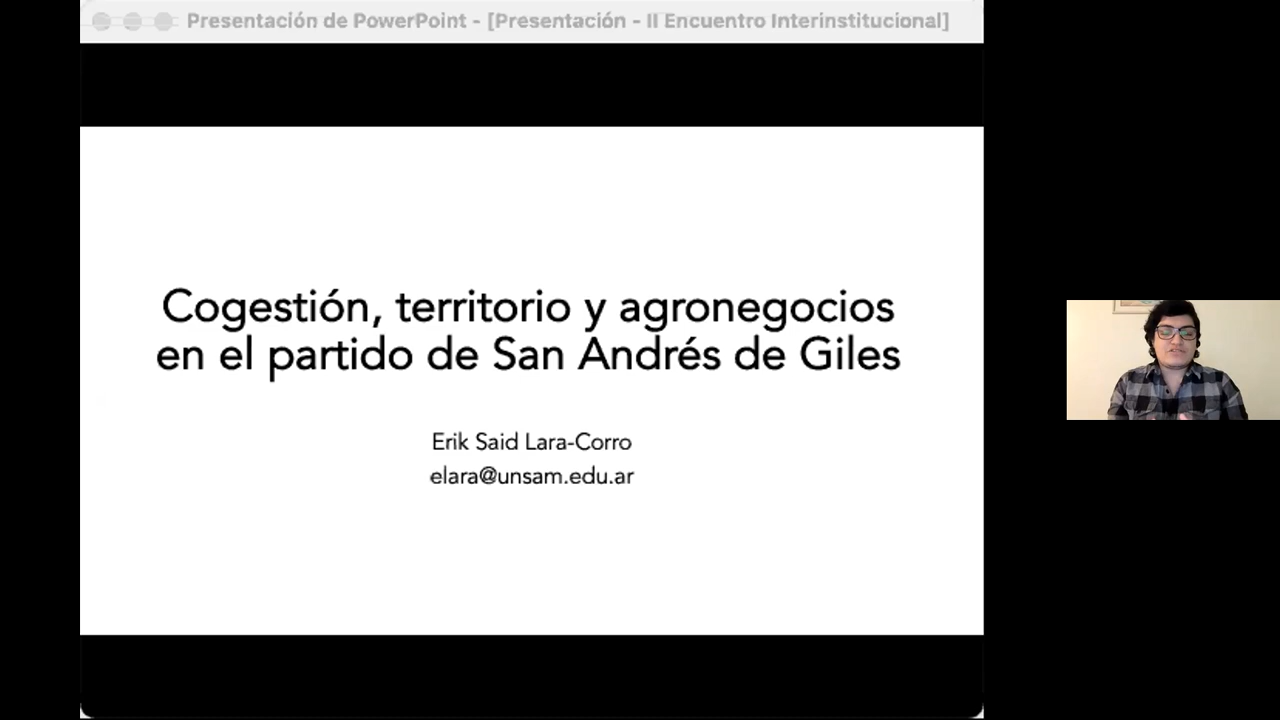 Presentación de PowerPoint - [Presentación - II Encuentro Interinstitucional]
Cogestión, territorio y agronegocios
en el partido de San Andrés de Giles
Erik Said Lara-Corro
elara@unsam.edu.ar